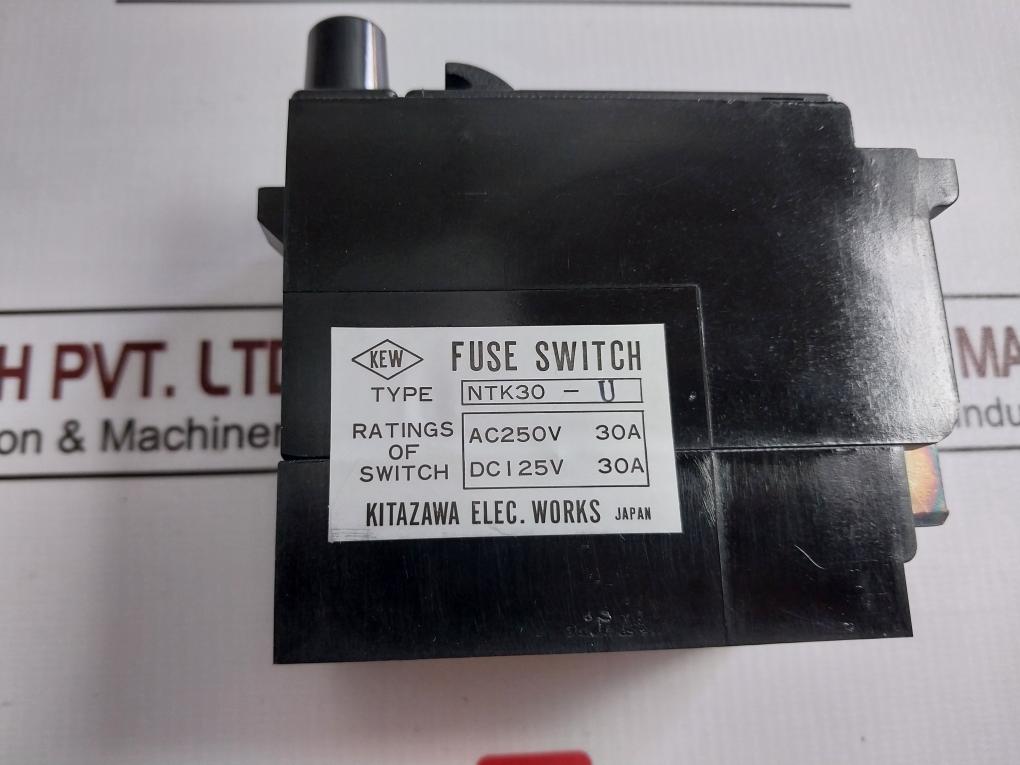 KEW FUSE SWITCH
TYPE NTK30 - U
RATINGS OF SWITCH
AC250V 30A
DC125V 30A
KITAZAWA ELEC. WORKS JAPAN
H PVT. LTD
MA
on & Machiner
indu